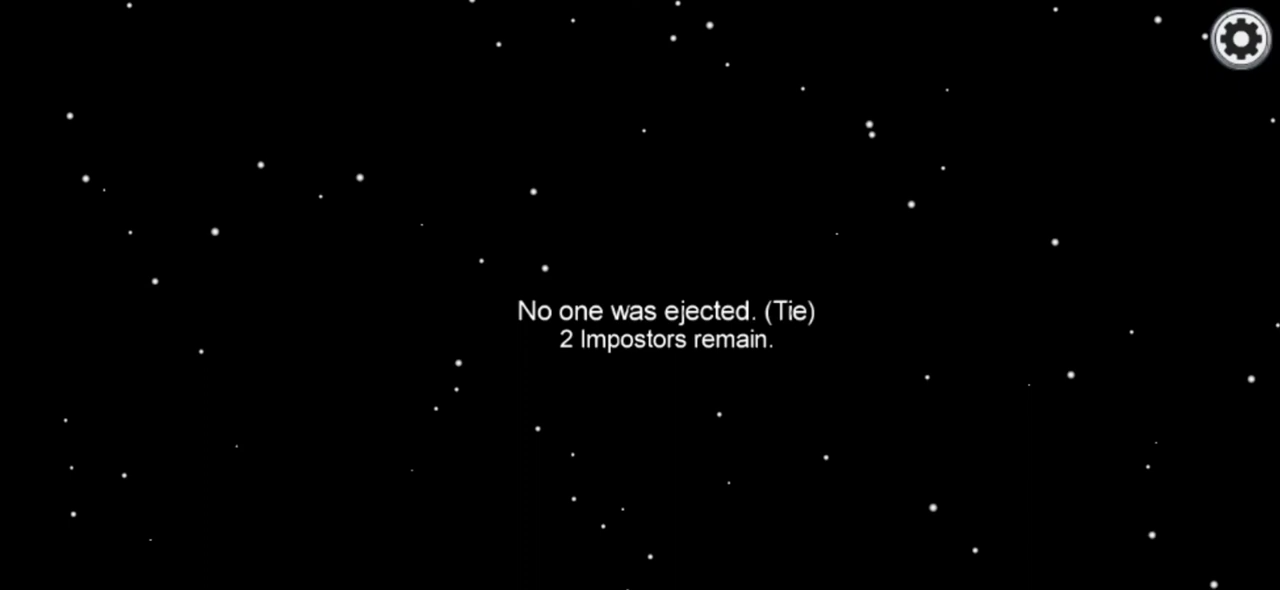 No one was ejected. (Tie)
2 Impostors remain.